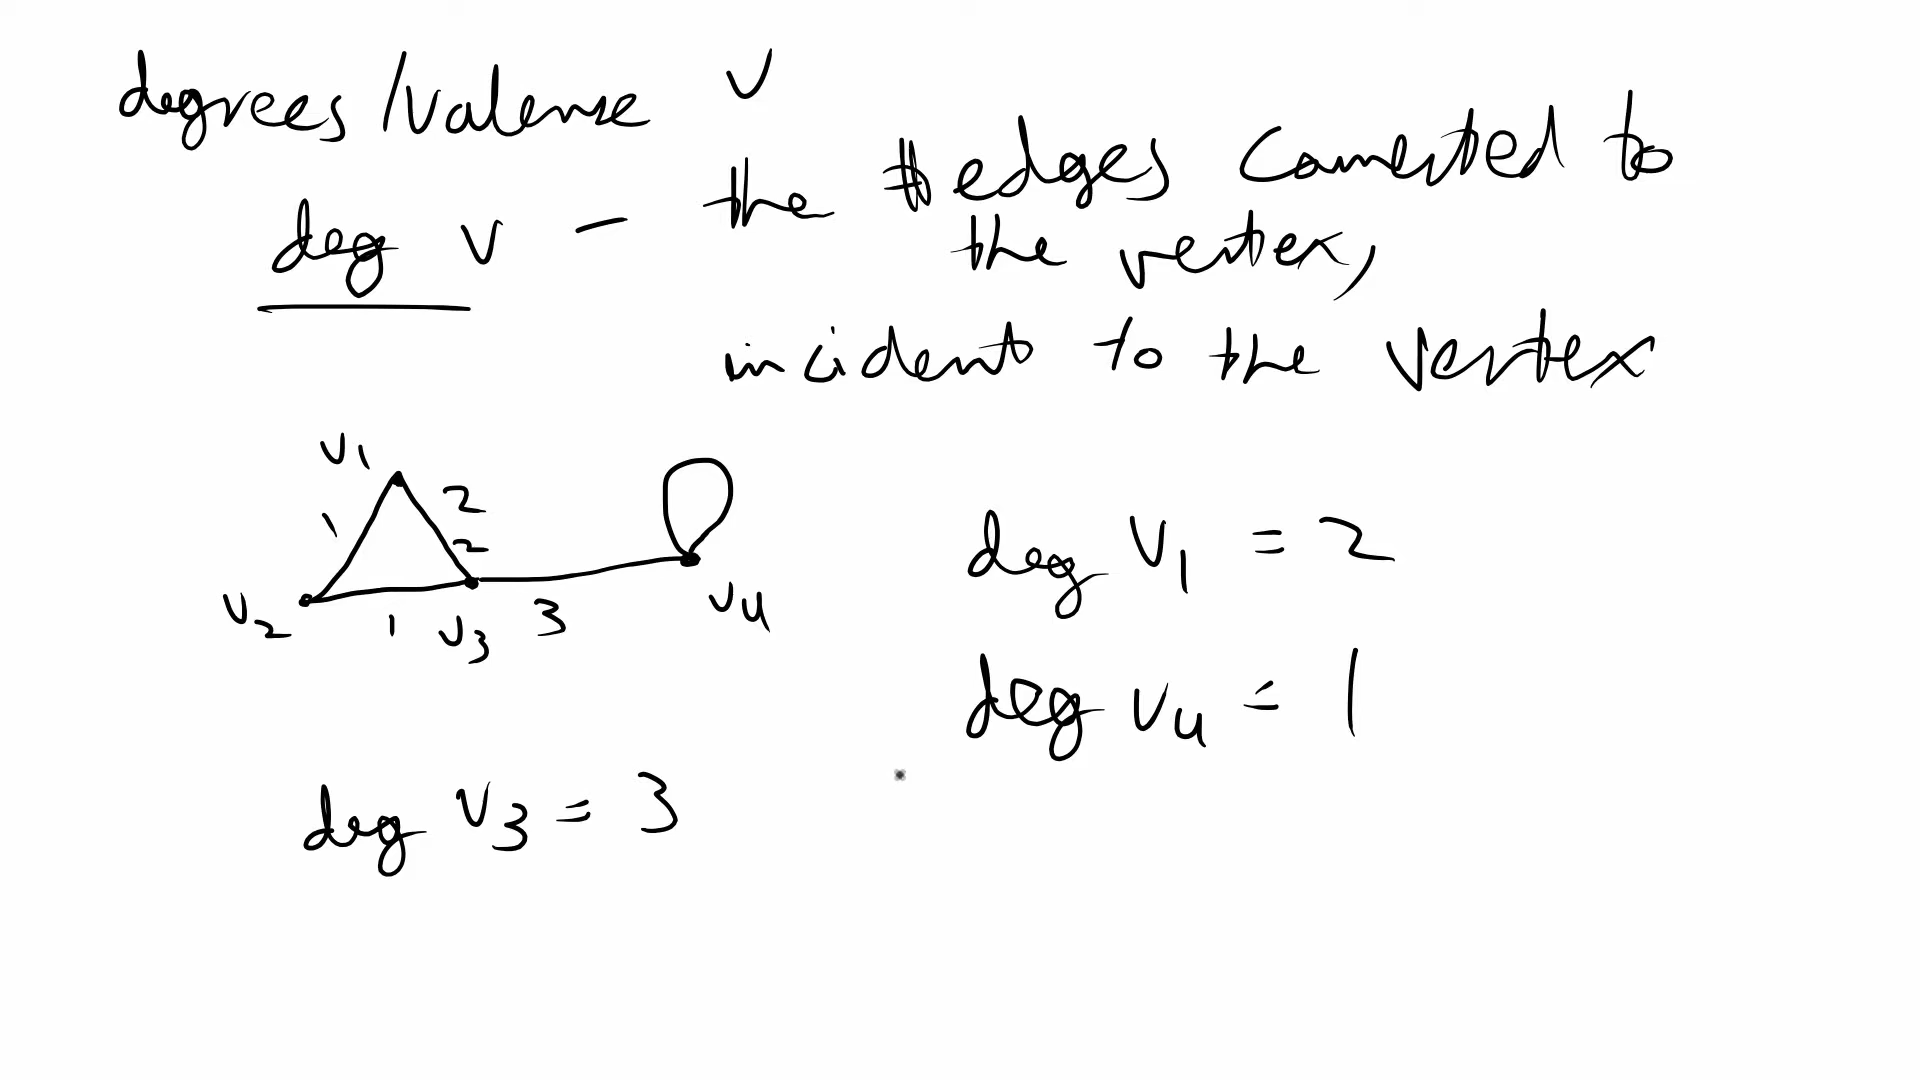 degrees/valense v
deg v – the #edges connected to
the vertex,
incident to the vertex
v1
1 2
2
v2 1 v3 3 v4
deg v1 = 2
deg v4 = 1
deg v3 = 3